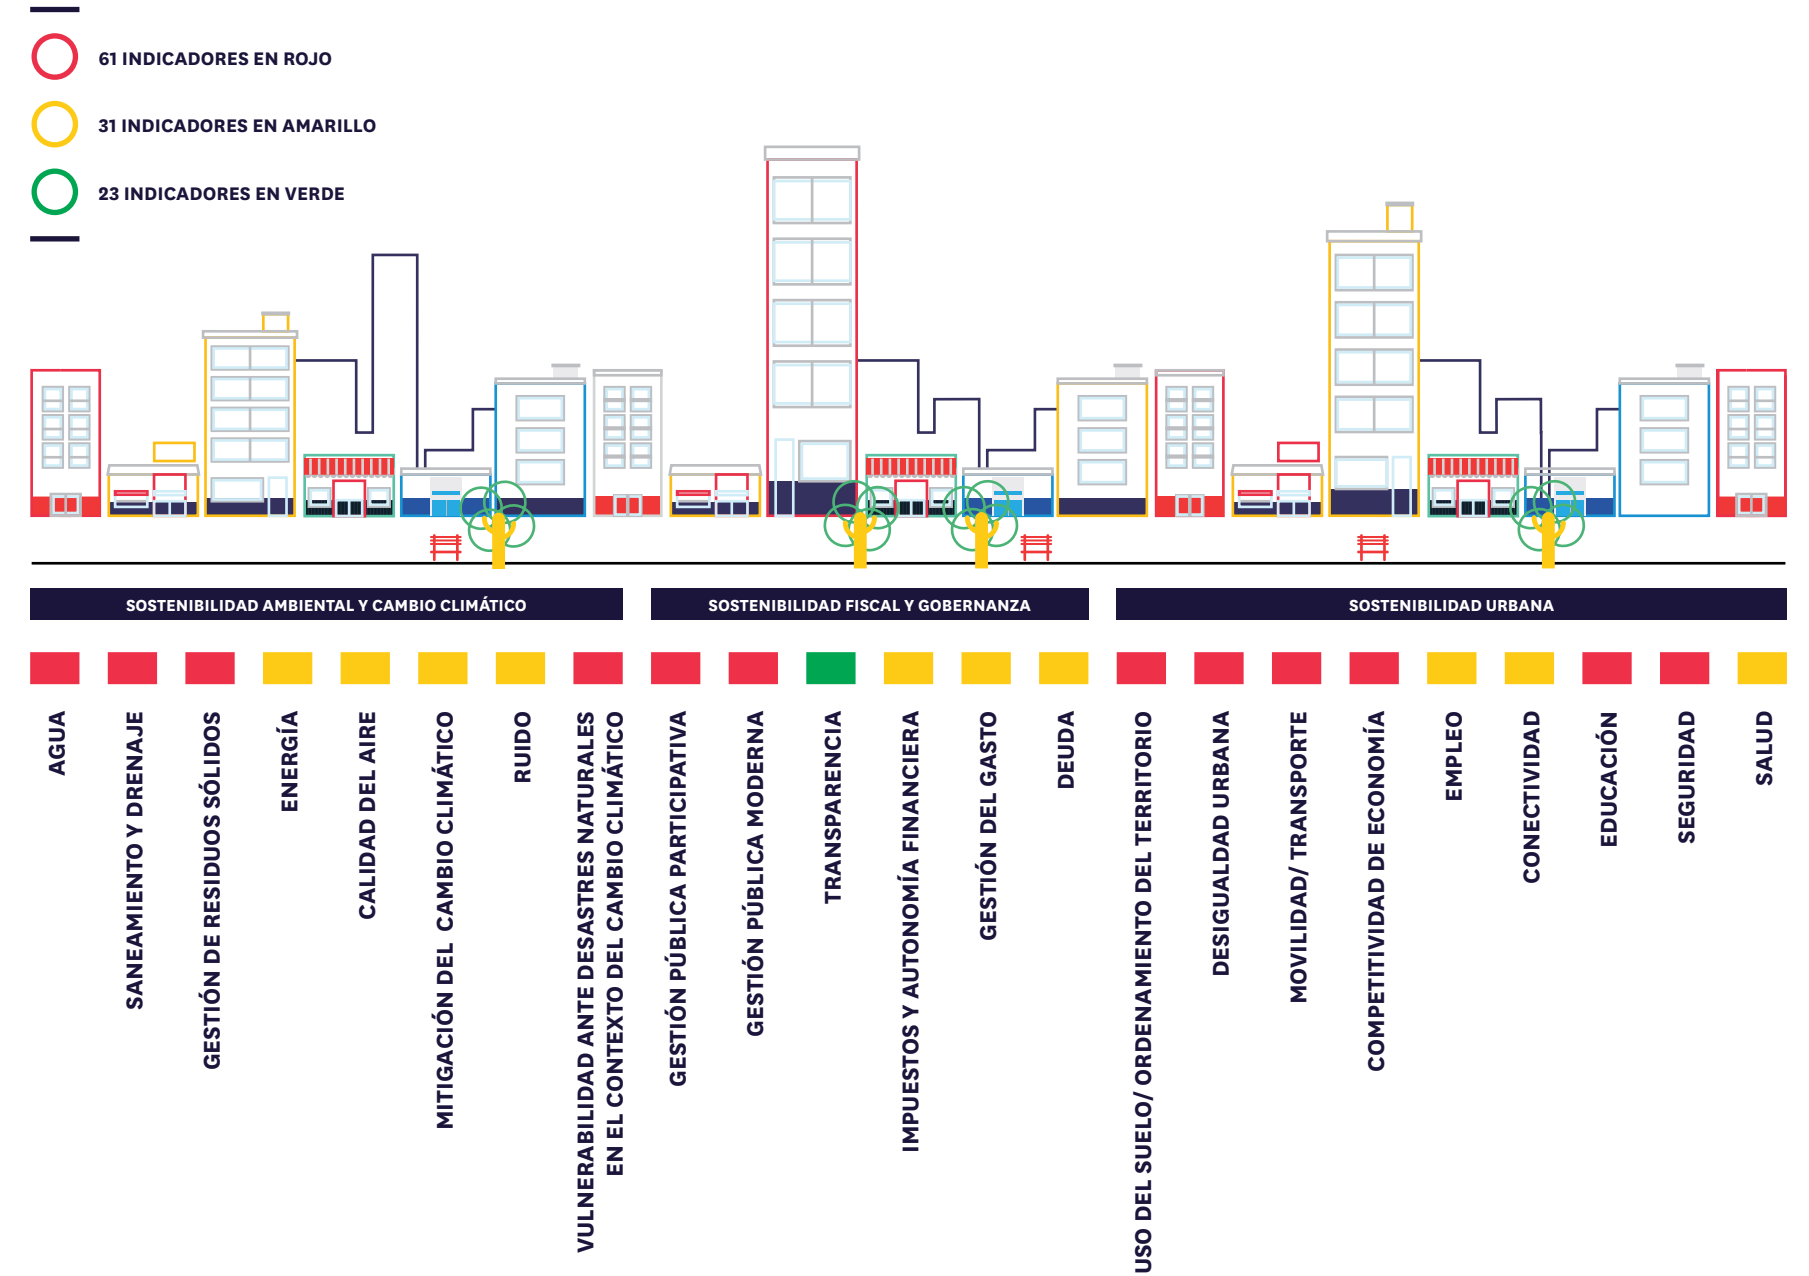 61 INDICADORES EN ROJO
31 INDICADORES EN AMARILLO
23 INDICADORES EN VERDE
SOSTENIBILIDAD AMBIENTAL Y CAMBIO CLIMÁTICO
SOSTENIBILIDAD FISCAL Y GOBERNANZA
SOSTENIBILIDAD URBANA
AGUA
SANEAMIENTO Y DRENAJE
GESTIÓN DE RESIDUOS SÓLIDOS
ENERGÍA
CALIDAD DEL AIRE
MITIGACIÓN DEL CAMBIO CLIMÁTICO
RUIDO
VULNERABILIDAD ANTE DESASTRES NATURALES
EN EL CONTEXTO DEL CAMBIO CLIMÁTICO
GESTIÓN PÚBLICA PARTICIPATIVA
GESTIÓN PÚBLICA MODERNA
TRANSPARENCIA
IMPUESTOS Y AUTONOMÍA FINANCIERA
GESTIÓN DEL GASTO
DEUDA
USO DEL SUELO/ ORDENAMIENTO DEL TERRITORIO
DESIGUALDAD URBANA
MOVILIDAD/ TRANSPORTE
COMPETITIVIDAD DE ECONOMÍA
EMPLEO
CONECTIVIDAD
EDUCACIÓN
SEGURIDAD
SALUD